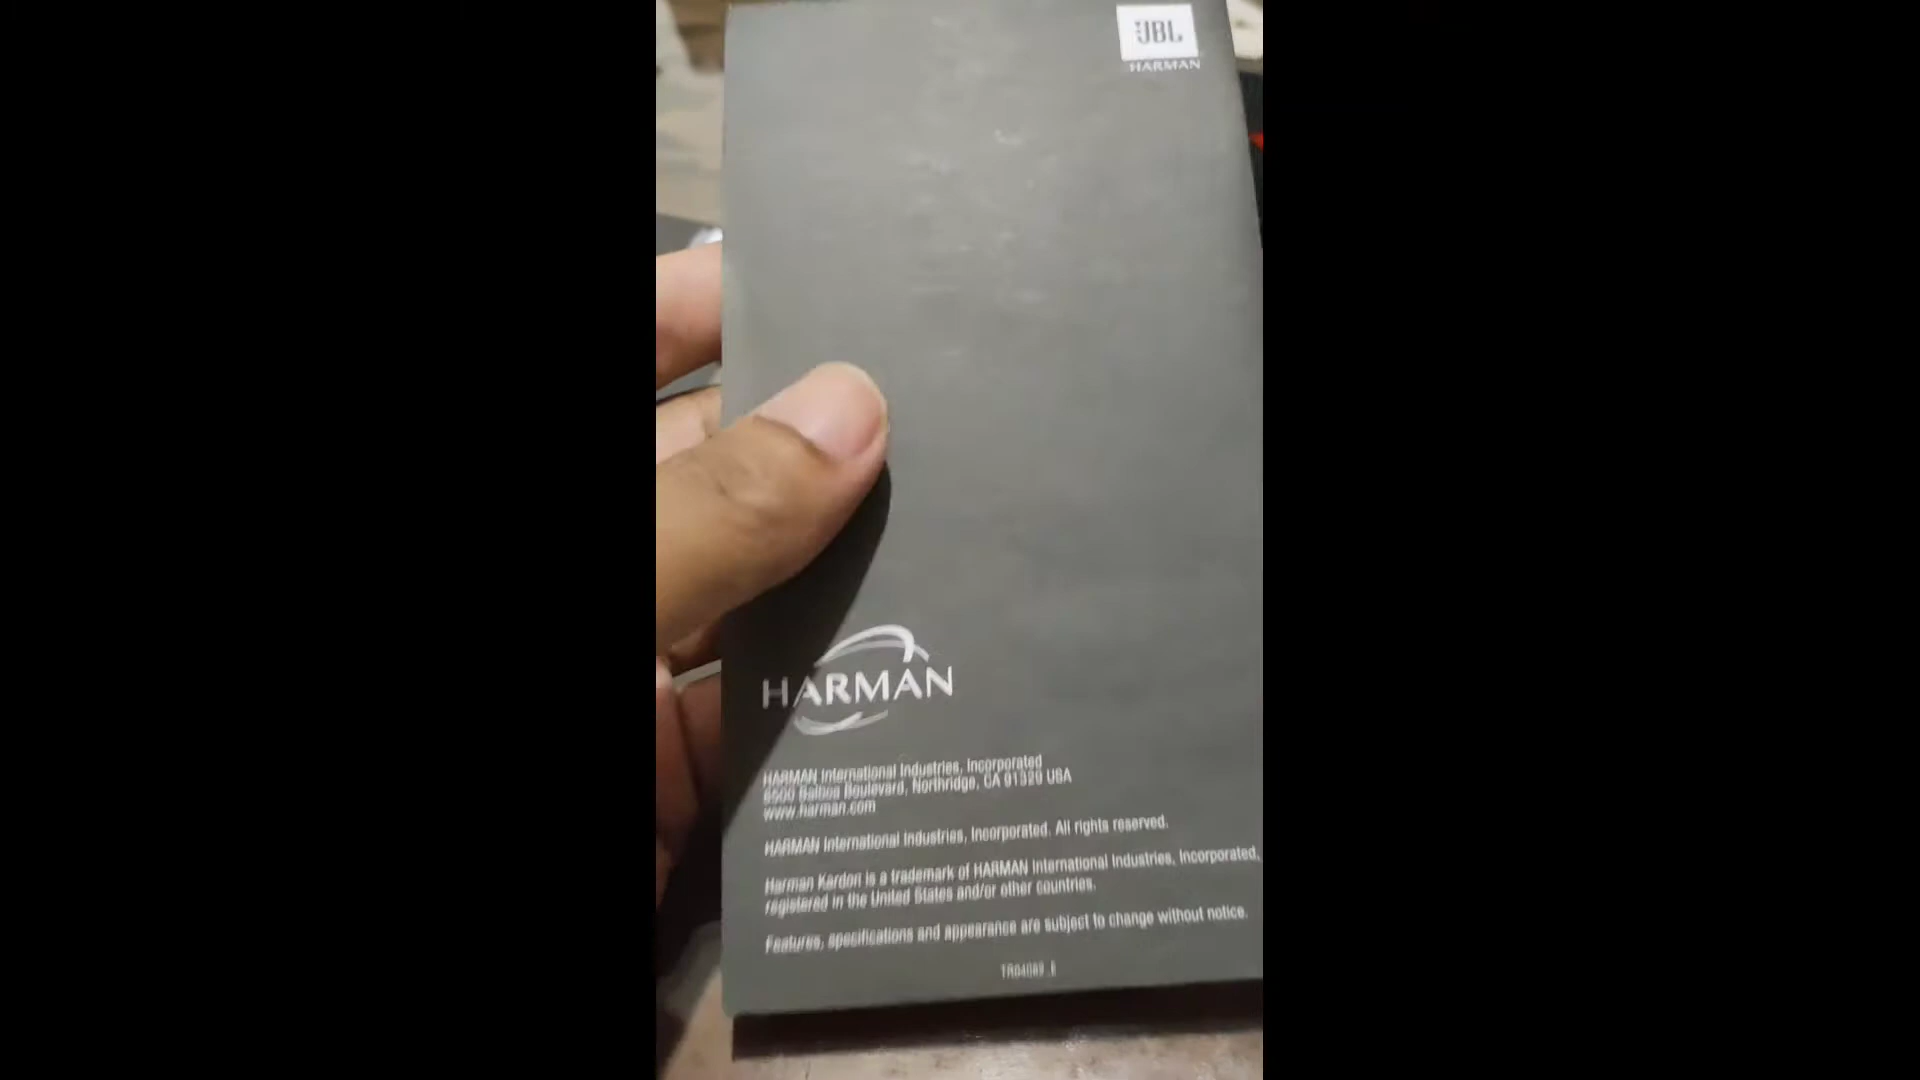 JBL
HARMAN
HARMAN
HARMAN International Industries, Incorporated
8500 Balboa Boulevard, Northridge, CA 91329 USA
www.harman.com
HARMAN International Industries, Incorporated. All rights reserved.
Harman Kardon is a trademark of HARMAN International Industries, Incorporated,
registered in the United States and/or other countries.
Features, specifications and appearance are subject to change without notice.